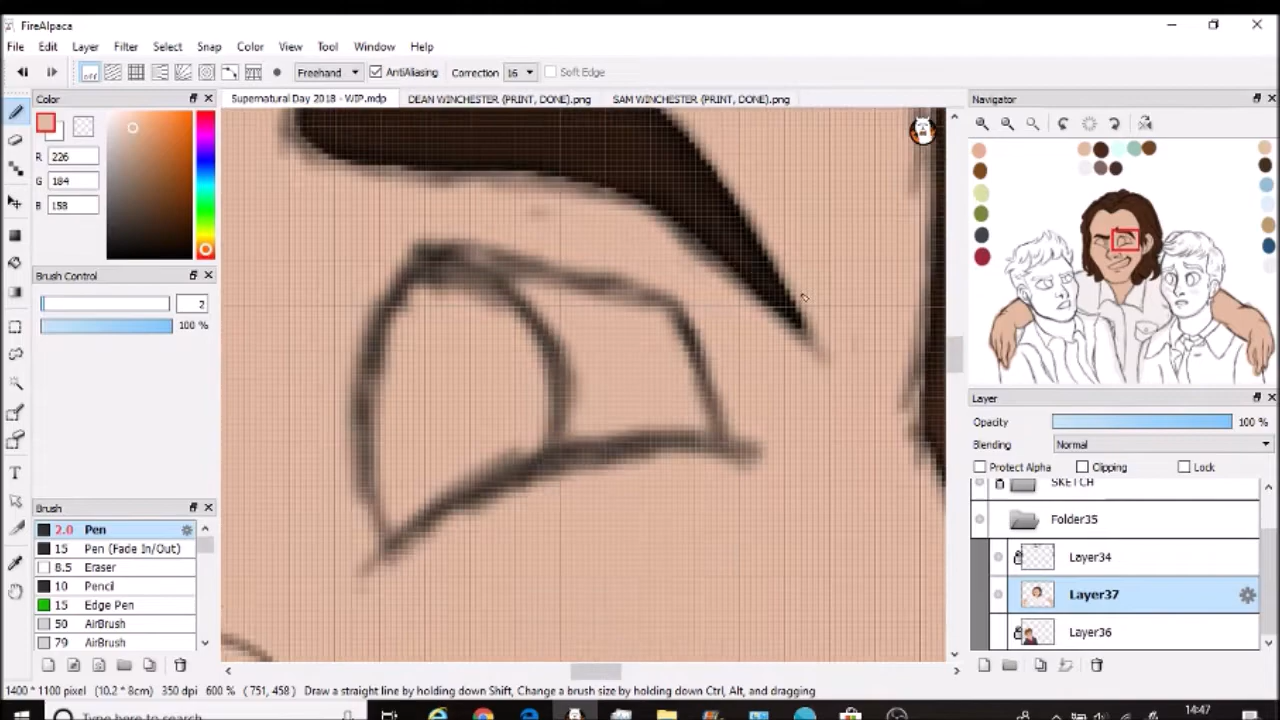 FireAlpaca
File Edit Layer Filter Select Snap Color View Tool Window Help
off Freehand AntiAliasing Correction 16 Soft Edge
Color
Supernatural Day 2018 - WIP.mdp DEAN WINCHESTER (PRINT, DONE).png SAM WINCHESTER (PRINT, DONE).png
Navigator
R 226
G 184
B 158
Brush Control
2
100 %
Layer
Opacity 100 %
Blending Normal
Protect Alpha Clipping Lock
SKETCH
Folder35
Layer34
Layer37
Layer36
Brush
2.0 Pen
15 Pen (Fade In/Out)
8.5 Eraser
10 Pencil
15 Edge Pen
50 AirBrush
79 AirBrush
1400 * 1100 pixel (10.2 * 8cm) 350 dpi 600 % ( 751, 458 ) Draw a straight line by holding down Shift, Change a brush size by holding down Ctrl, Alt, and dragging
Type here to search
14:47